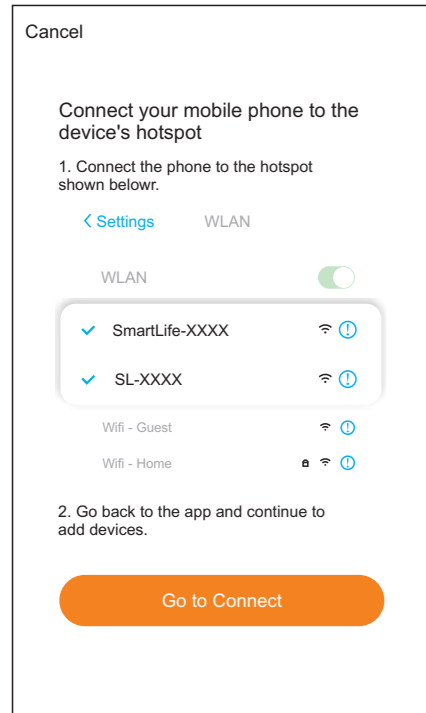 Cancel
Connect your mobile phone to the
device's hotspot
1. Connect the phone to the hotspot
shown belowr.
Settings WLAN
WLAN
SmartLife-XXXX
SL-XXXX
Wifi - Guest
Wifi - Home
2. Go back to the app and continue to
add devices.
Go to Connect